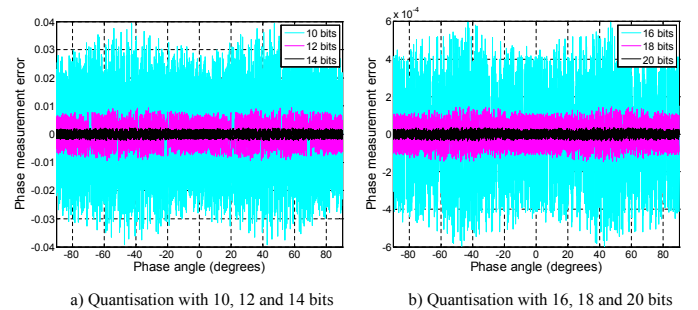 0.04
0.03
0.02
0.01
0
-0.01
-0.02
-0.03
-0.04
Phase measurement error
10 bits
12 bits
14 bits
-80 -60 -40 -20 0 20 40 60 80
Phase angle (degrees)
a) Quantisation with 10, 12 and 14 bits
x 10-4
6
4
2
0
-2
-4
-6
Phase measurement error
16 bits
18 bits
20 bits
-80 -60 -40 -20 0 20 40 60 80
Phase angle (degrees)
b) Quantisation with 16, 18 and 20 bits